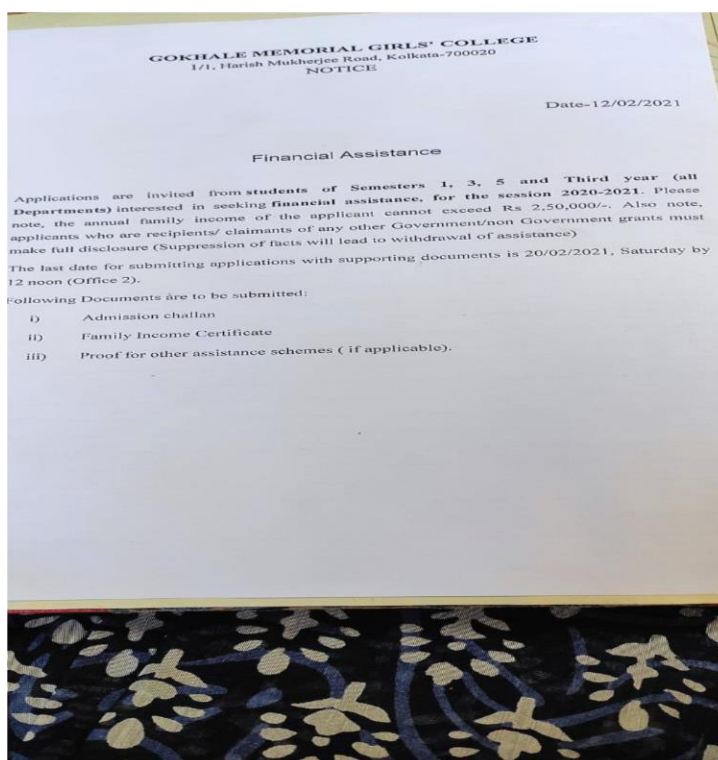 GOKHALE MEMORIAL GIRLS' COLLEGE
1/1, Harish Mukherjee Road, Kolkata-700020
NOTICE
Date-12/02/2021
Financial Assistance
Applications are invited from students of Semesters 1, 3, 5 and Third year (all
Departments) interested in seeking financial assistance, for the session 2020-2021. Please
note, the annual family income of the applicant cannot exceed Rs 2,50,000/-. Also note,
applicants who are recipients/ claimants of any other Government/non Government grants must
make full disclosure (Suppression of facts will lead to withdrawal of assistance)
The last date for submitting applications with supporting documents is 20/02/2021, Saturday by
12 noon (Office 2).
Following Documents are to be submitted:
i) Admission challan
ii) Family Income Certificate
iii) Proof for other assistance schemes ( if applicable).